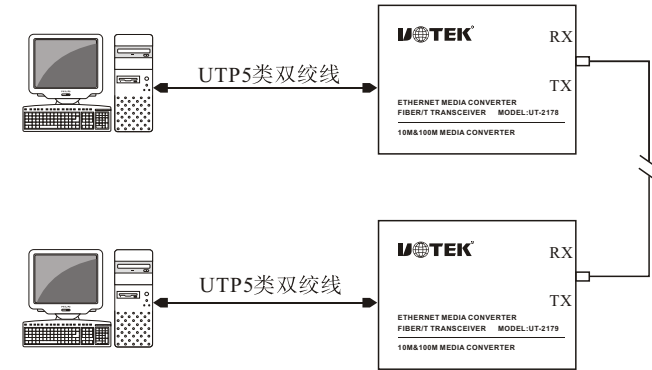 UOTEK
RX
UTP5类双绞线
TX
ETHERNET MEDIA CONVERTER
FIBER/T TRANSCEIVER MODEL:UT-2178
10M&100M MEDIA CONVERTER
UOTEK
RX
UTP5类双绞线
TX
ETHERNET MEDIA CONVERTER
FIBER/T TRANSCEIVER MODEL:UT-2179
10M&100M MEDIA CONVERTER